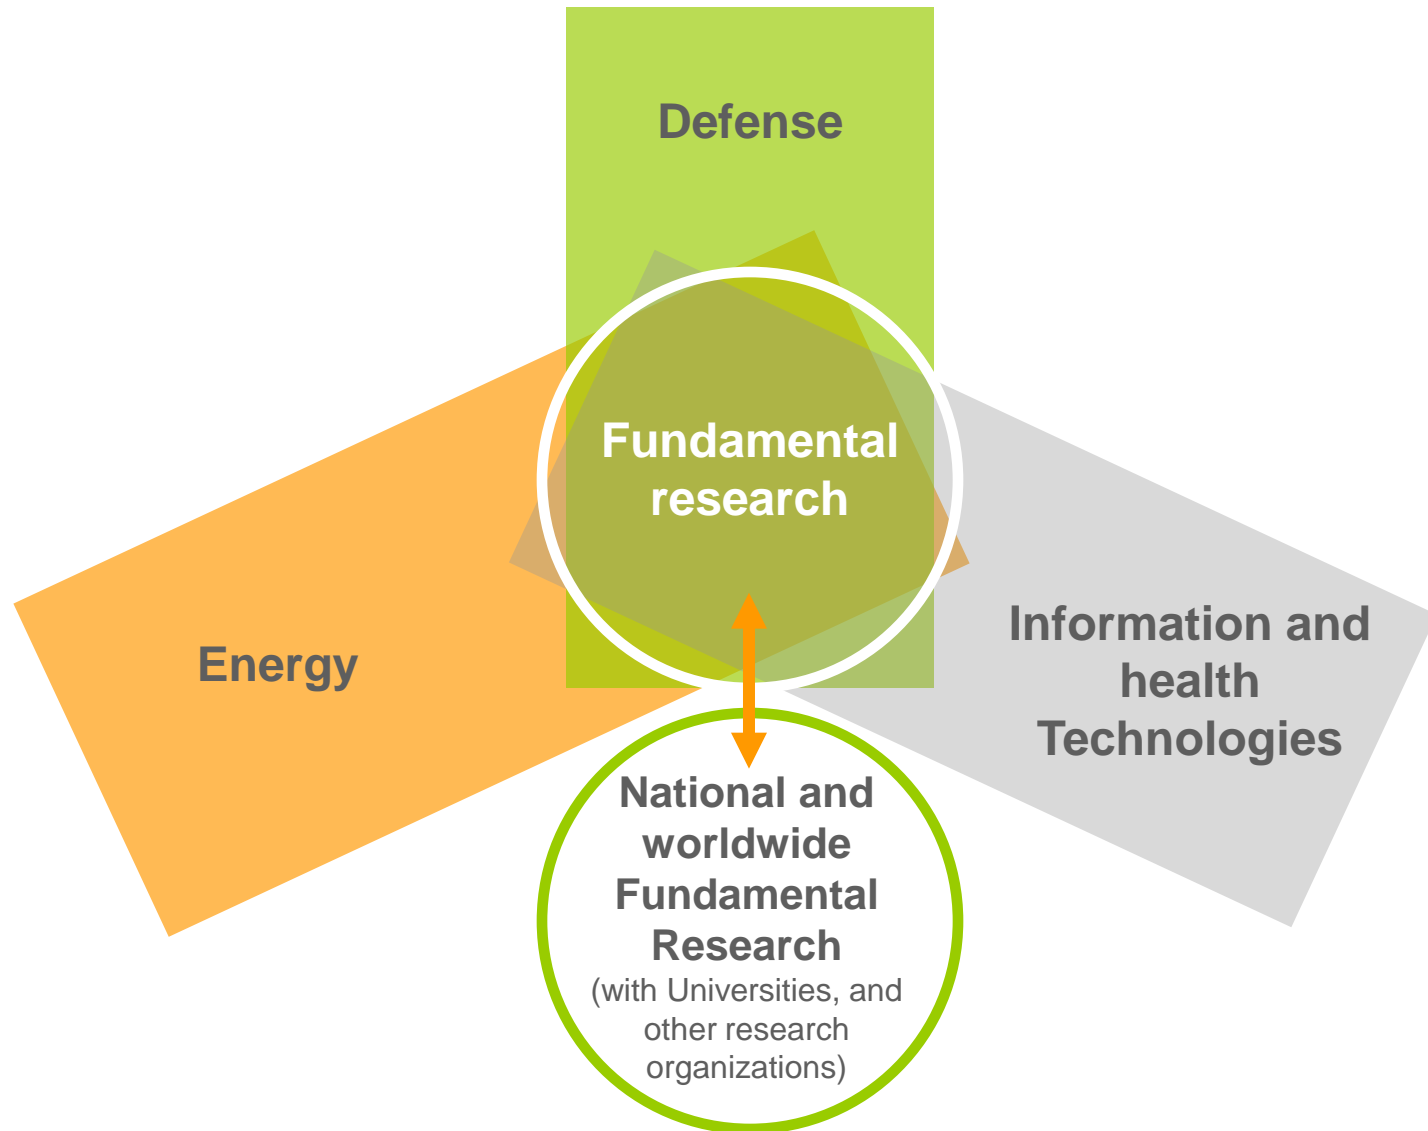 Defense
Fundamental
research
Energy
Information and
health
Technologies
National and
worldwide
Fundamental
Research
(with Universities, and
other research
organizations)